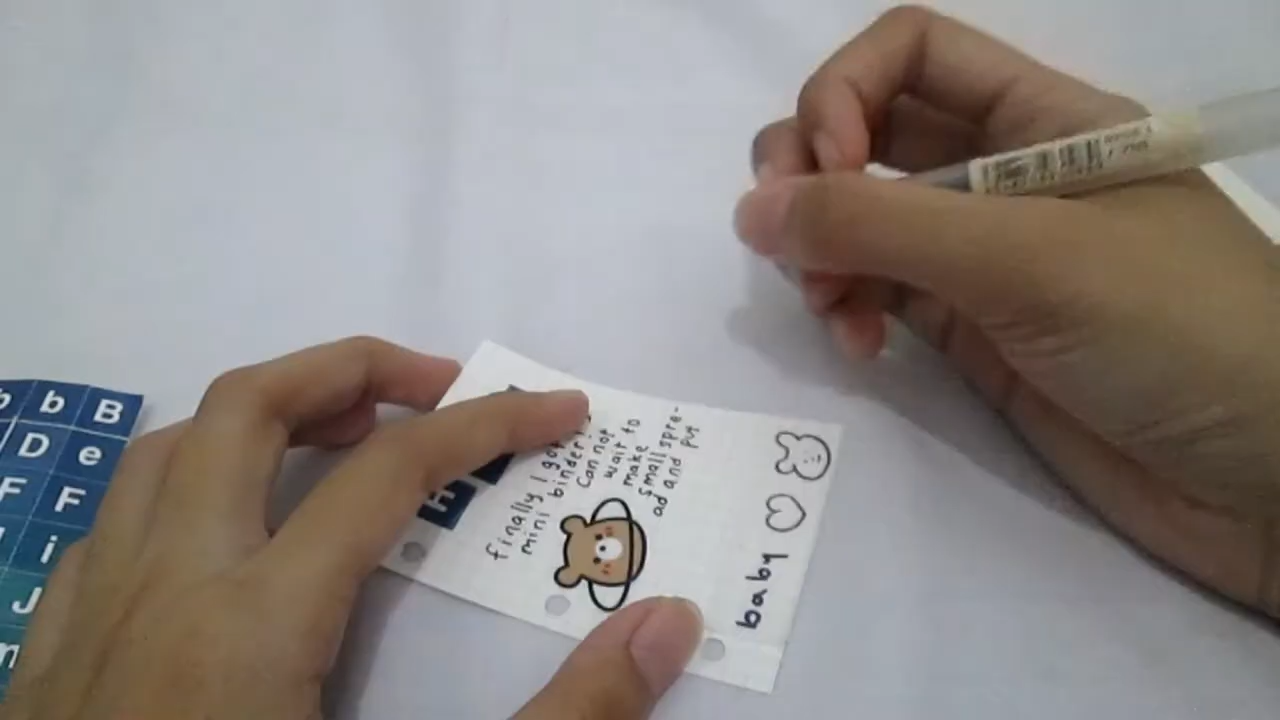 finally I got
mini binder
can not
wait to
make
small spre-
ad and put
baby
H
b b B
D e
F F
i
J